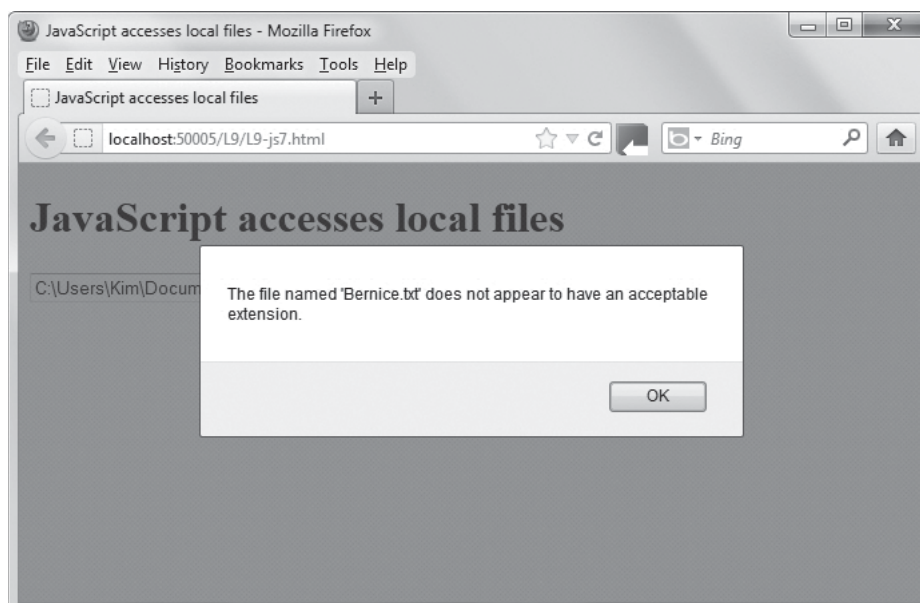 JavaScript accesses local files - Mozilla Firefox
File Edit View History Bookmarks Tools Help
JavaScript accesses local files
localhost:50005/L9/L9-js7.html
Bing
JavaScript accesses local files
C:\Users\Kim\Docum
The file named 'Bernice.txt' does not appear to have an acceptable
extension.
OK